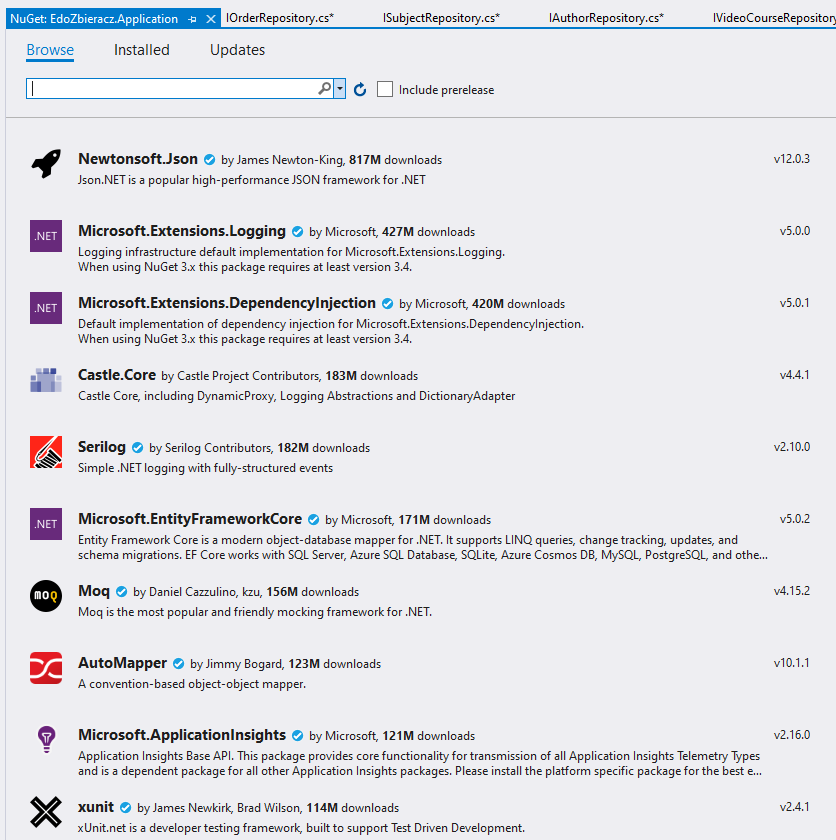 NuGet: EdoZbieracz.Application IOrderRepository.cs* ISubjectRepository.cs* IAuthorRepository.cs* IVideoCourseRepository
Browse Installed Updates
Include prerelease
Newtonsoft.Json by James Newton-King, 817M downloads v12.0.3
Json.NET is a popular high-performance JSON framework for .NET
.NET Microsoft.Extensions.Logging by Microsoft, 427M downloads v5.0.0
Logging infrastructure default implementation for Microsoft.Extensions.Logging.
When using NuGet 3.x this package requires at least version 3.4.
.NET Microsoft.Extensions.DependencyInjection by Microsoft, 420M downloads v5.0.1
Default implementation of dependency injection for Microsoft.Extensions.DependencyInjection.
When using NuGet 3.x this package requires at least version 3.4.
Castle.Core by Castle Project Contributors, 183M downloads v4.4.1
Castle Core, including DynamicProxy, Logging Abstractions and DictionaryAdapter
Serilog by Serilog Contributors, 182M downloads v2.10.0
Simple .NET logging with fully-structured events
.NET Microsoft.EntityFrameworkCore by Microsoft, 171M downloads v5.0.2
Entity Framework Core is a modern object-database mapper for .NET. It supports LINQ queries, change tracking, updates, and
schema migrations. EF Core works with SQL Server, Azure SQL Database, SQLite, Azure Cosmos DB, MySQL, PostgreSQL, and othe...
moq Moq by Daniel Cazzulino, kzu, 156M downloads v4.15.2
Moq is the most popular and friendly mocking framework for .NET.
AutoMapper by Jimmy Bogard, 123M downloads v10.1.1
A convention-based object-object mapper.
Microsoft.ApplicationInsights by Microsoft, 121M downloads v2.16.0
Application Insights Base API. This package provides core functionality for transmission of all Application Insights Telemetry Types
and is a dependent package for all other Application Insights packages. Please install the platform specific package for the best e...
xunit by James Newkirk, Brad Wilson, 114M downloads v2.4.1
xUnit.net is a developer testing framework, built to support Test Driven Development.